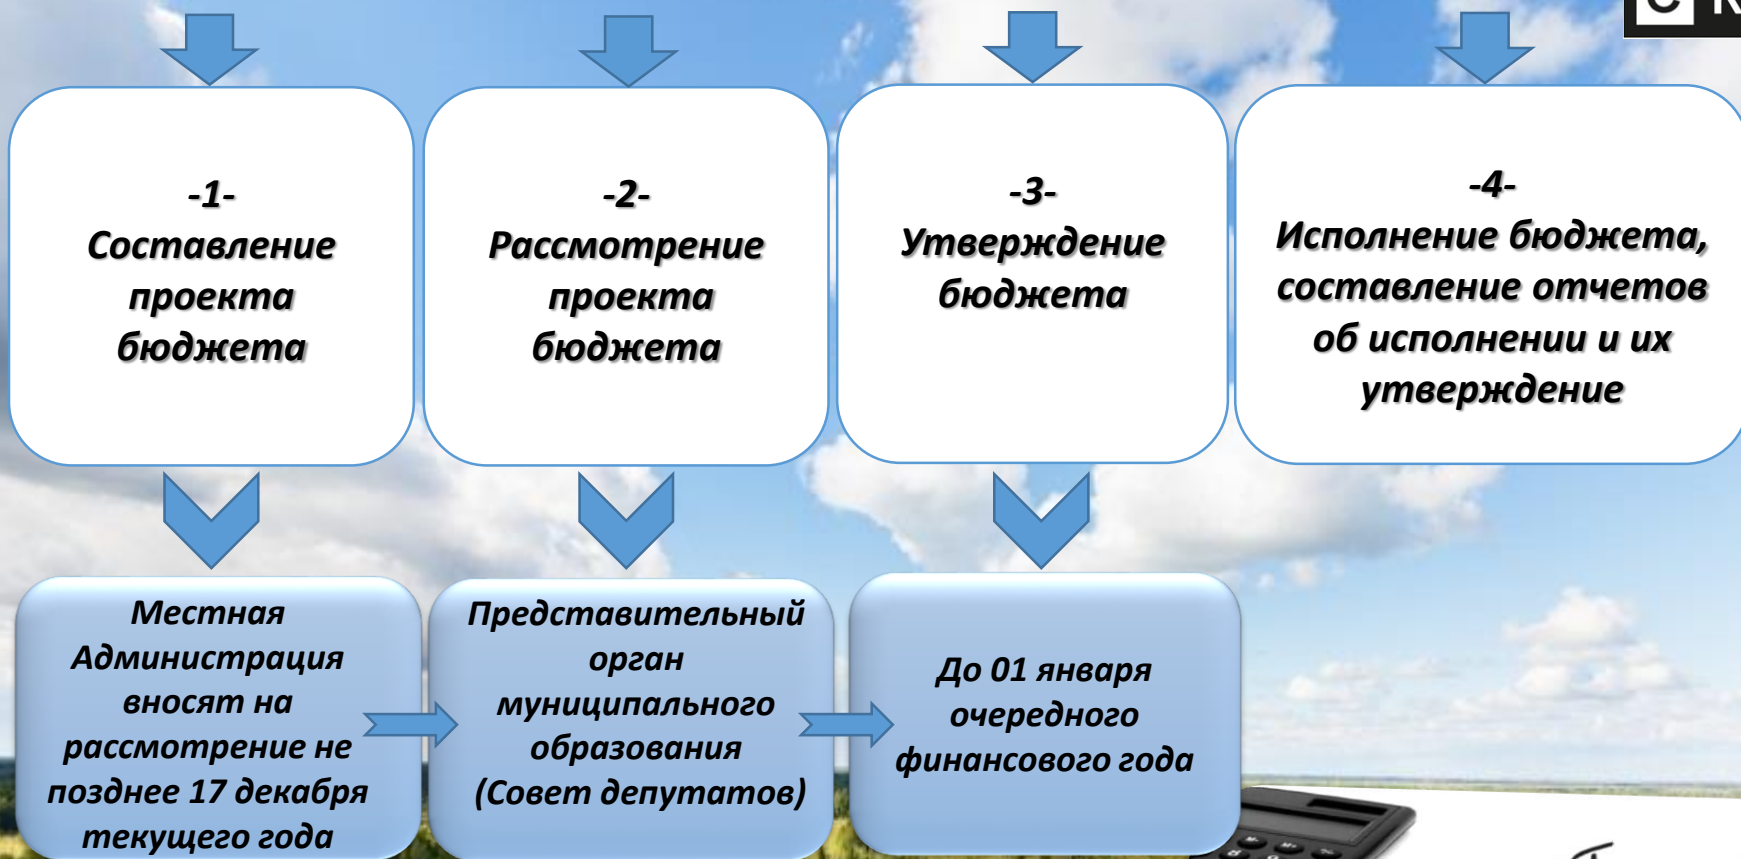 -1-
Составление
проекта
бюджета
-2-
Рассмотрение
проекта
бюджета
-3-
Утверждение
бюджета
-4-
Исполнение бюджета,
составление отчетов
об исполнении и их
утверждение
Местная
Администрация
вносят на
рассмотрение не
позднее 17 декабря
текущего года
Представительный
орган
муниципального
образования
(Совет депутатов)
До 01 января
очередного
финансового года